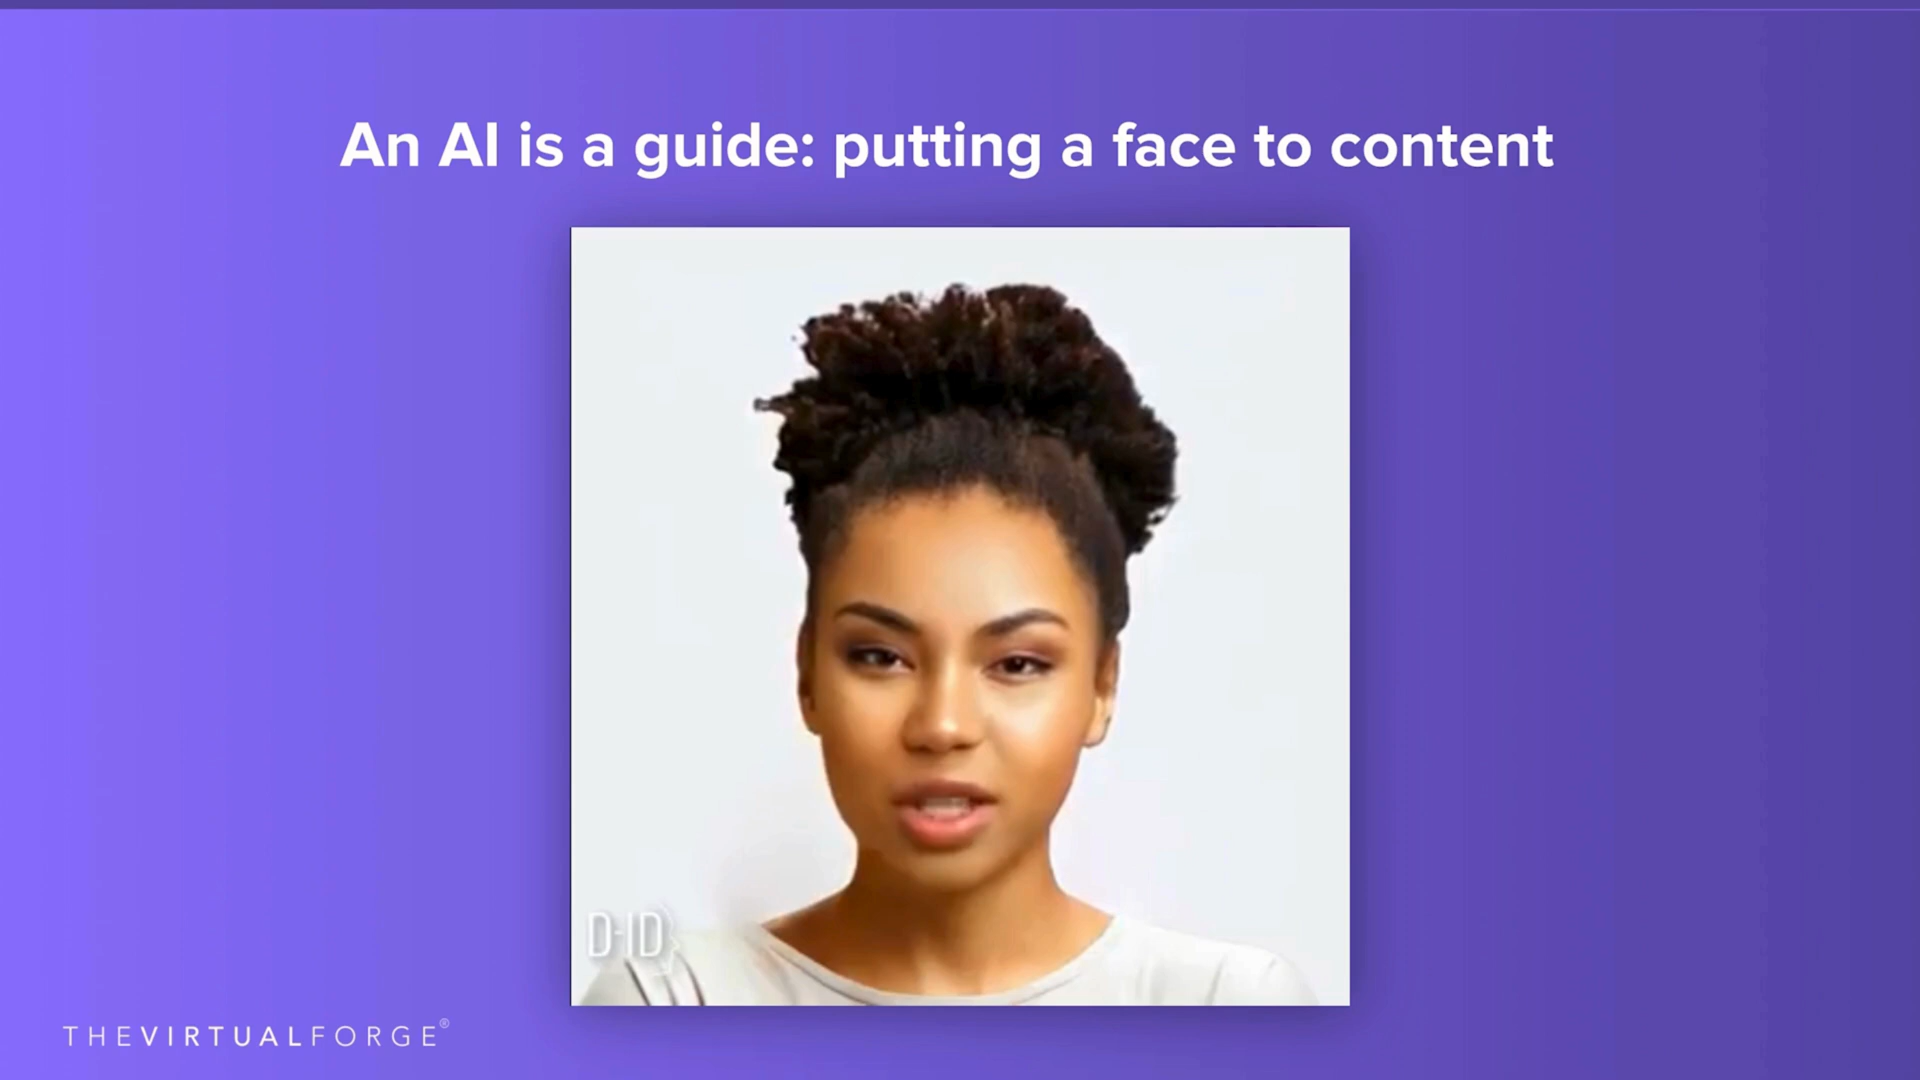 An AI is a guide: putting a face to content
D-ID
THEVIRTUALFORGE®